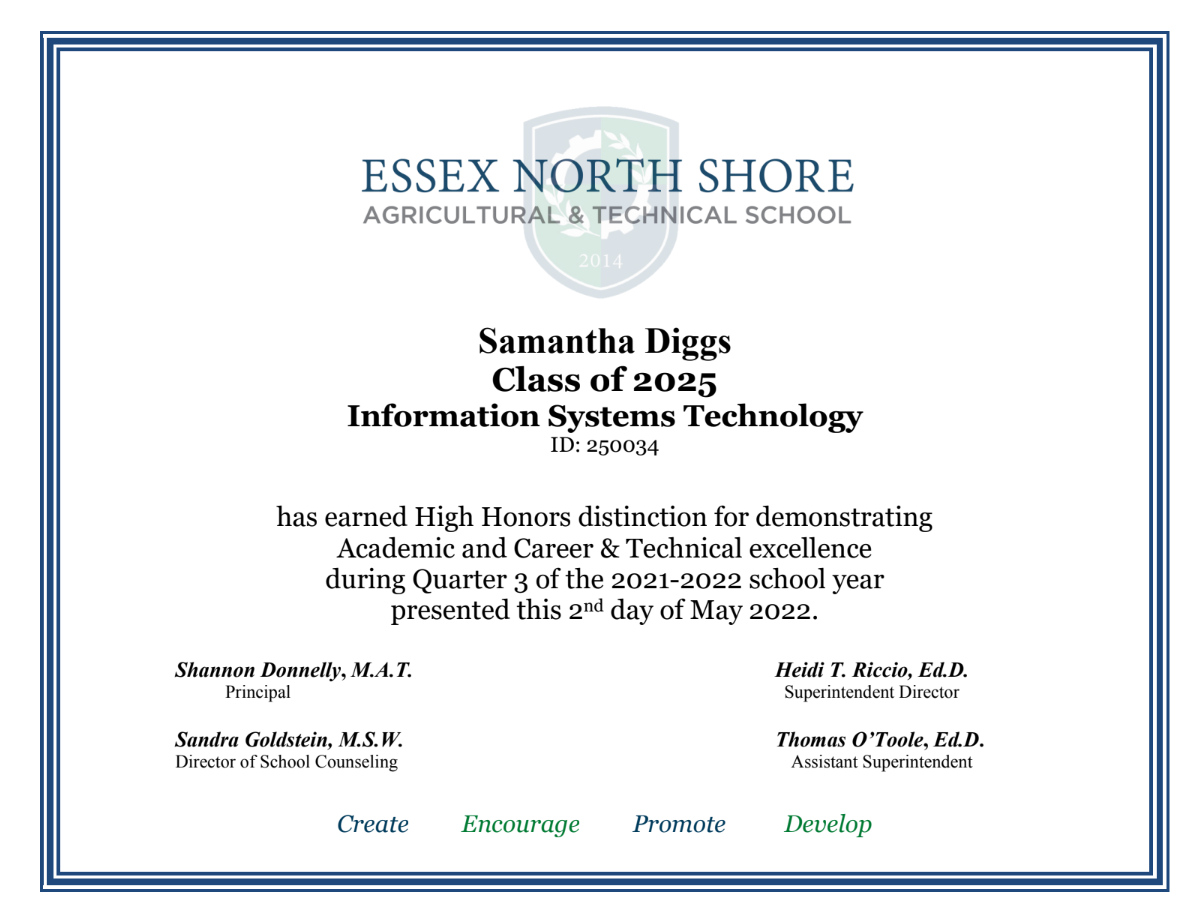 ESSEX NORTH SHORE
AGRICULTURAL & TECHNICAL SCHOOL
2014
Samantha Diggs
Class of 2025
Information Systems Technology
ID: 250034
has earned High Honors distinction for demonstrating
Academic and Career & Technical excellence
during Quarter 3 of the 2021-2022 school year
presented this 2nd day of May 2022.
Shannon Donnelly, M.A.T.
Principal
Heidi T. Riccio, Ed.D.
Superintendent Director
Sandra Goldstein, M.S.W.
Director of School Counseling
Thomas O’Toole, Ed.D.
Assistant Superintendent
Create Encourage Promote Develop